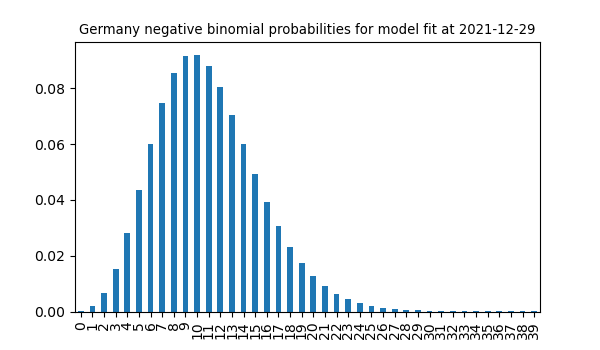 Germany negative binomial probabilities for model fit at 2021-12-29
0.08
0.06
0.04
0.02
0.00
0 1 2 3 4 5 6 7 8 9 10 11 12 13 14 15 16 17 18 19 20 21 22 23 24 25 26 27 28 29 30 31 32 33 34 35 36 37 38 39